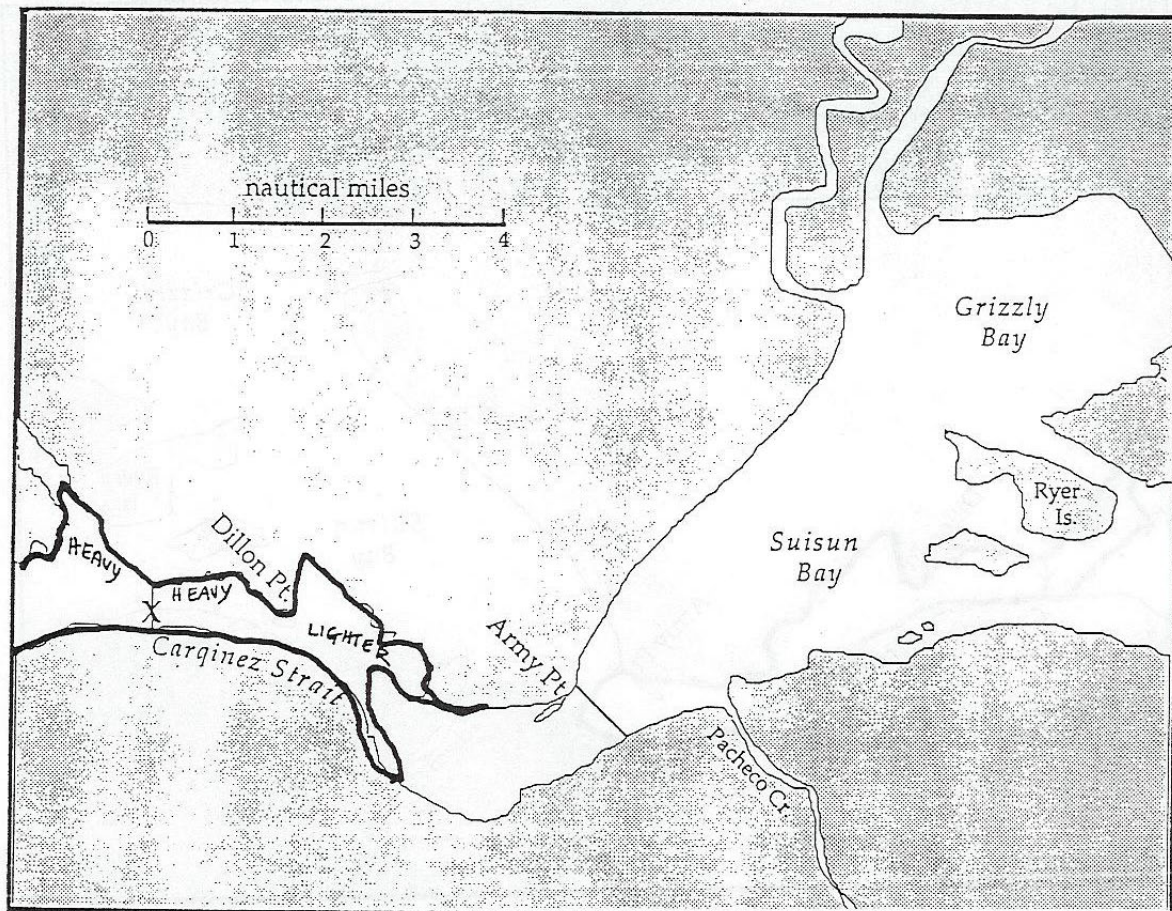 nautical miles
0 1 2 3 4
Grizzly
Bay
Ryer
Is.
Suisun
Bay
Dillon Pt.
HEAVY
HEAVY
X
LIGHTER
Carqinez Strait
Army Pt.
Pacheco Cr.